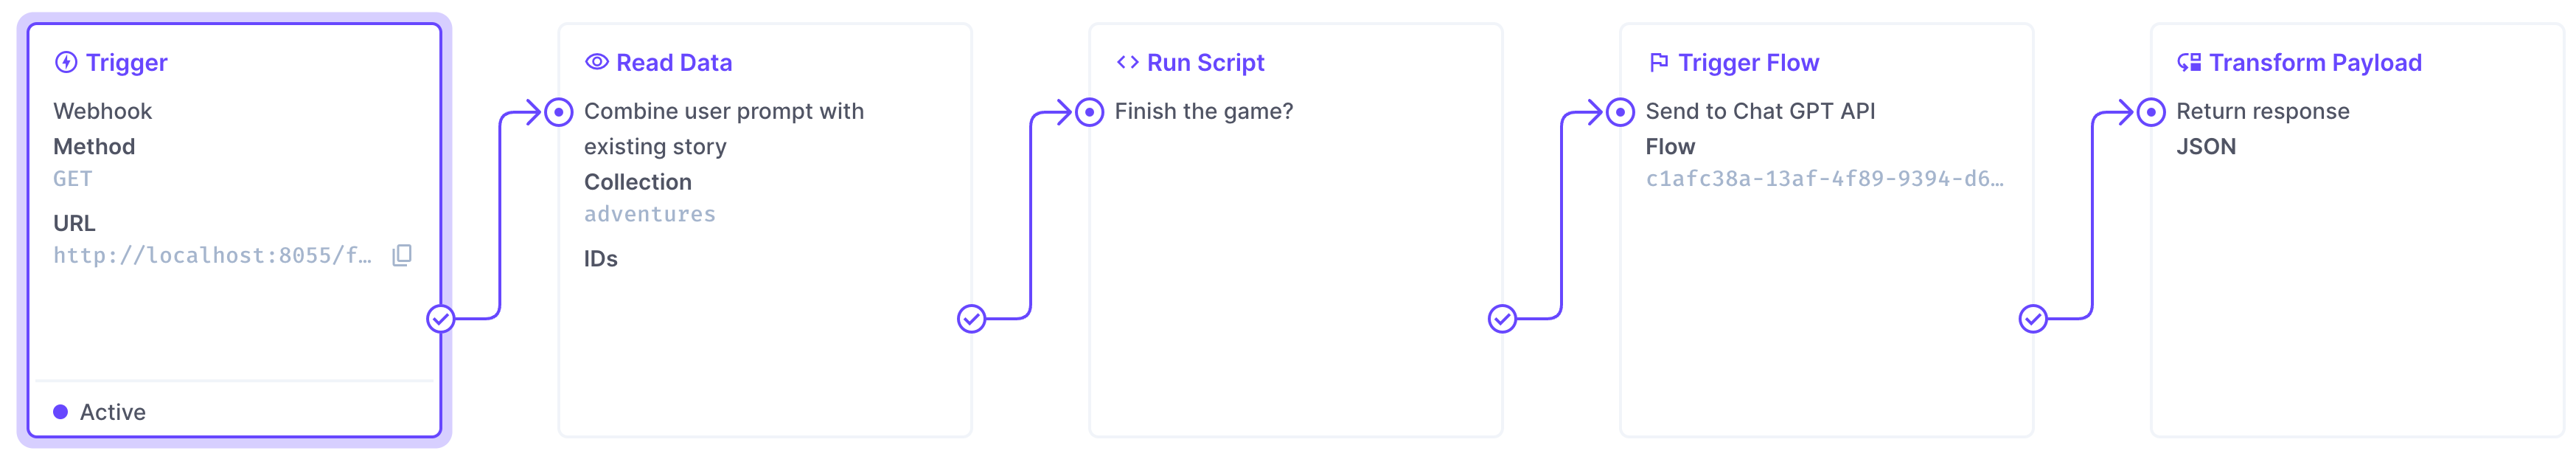 Trigger
Webhook
Method
GET
URL
http://localhost:8055/f…
Active
Read Data
Combine user prompt with
existing story
Collection
adventures
IDs
Run Script
Finish the game?
Trigger Flow
Send to Chat GPT API
Flow
c1afc38a-13af-4f89-9394-d6…
Transform Payload
Return response
JSON